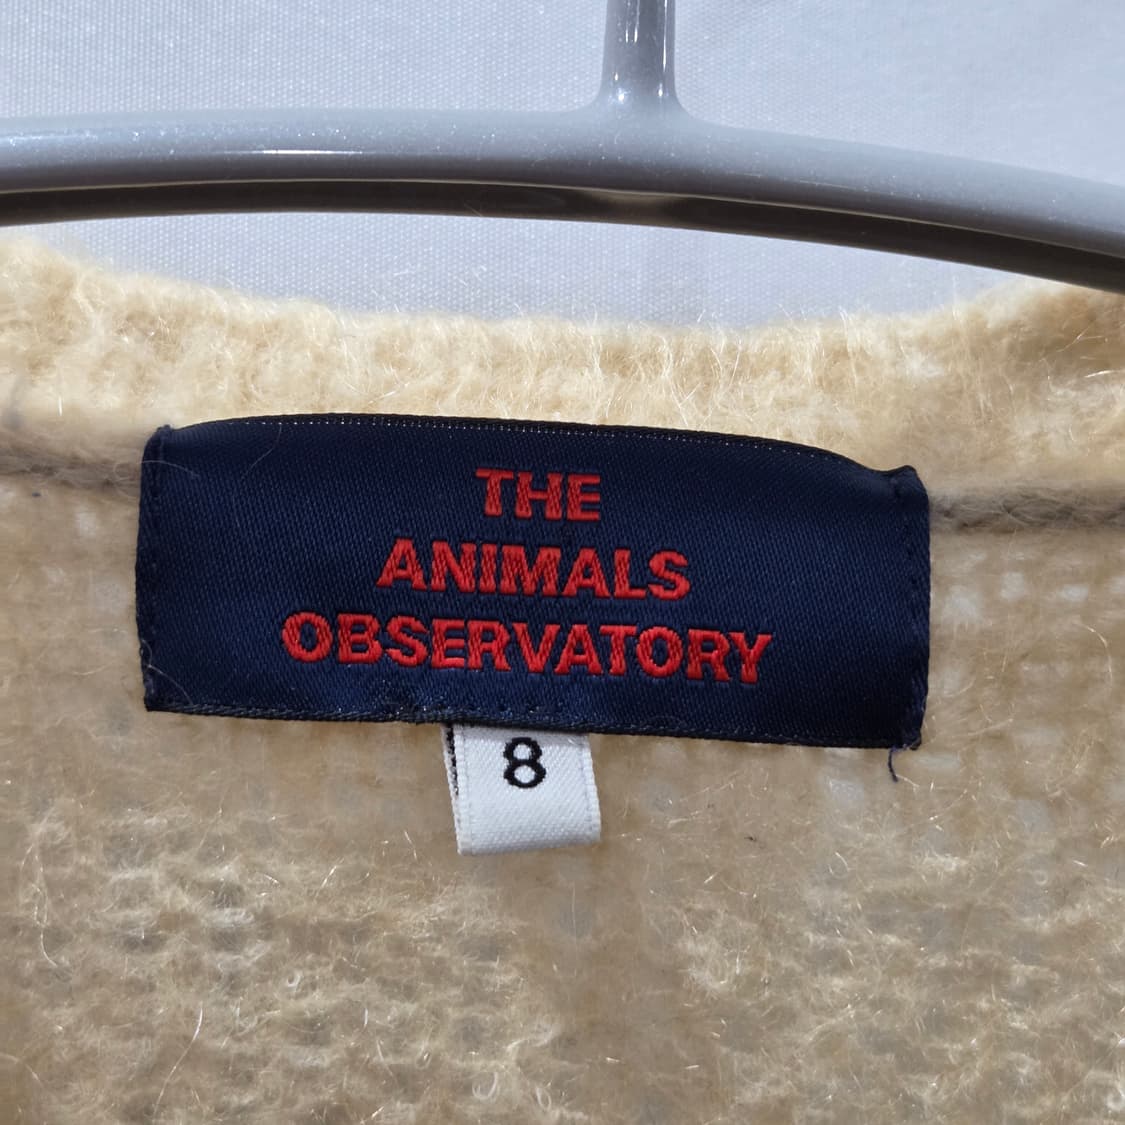 THE
ANIMALS
OBSERVATORY
8